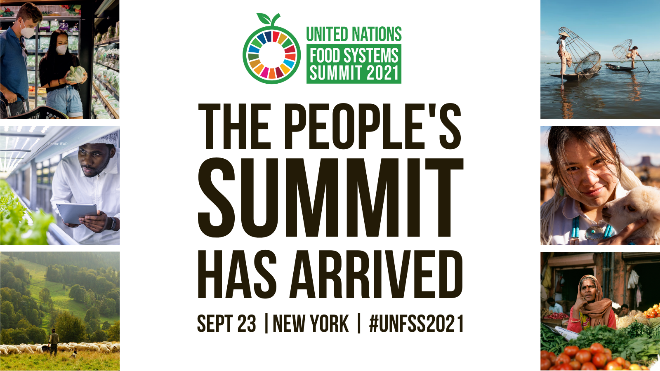 UNITED NATIONS
FOOD SYSTEMS
SUMMIT 2021
THE PEOPLE'S
SUMMIT
HAS ARRIVED
SEPT 23 | NEW YORK | #UNFSS2021